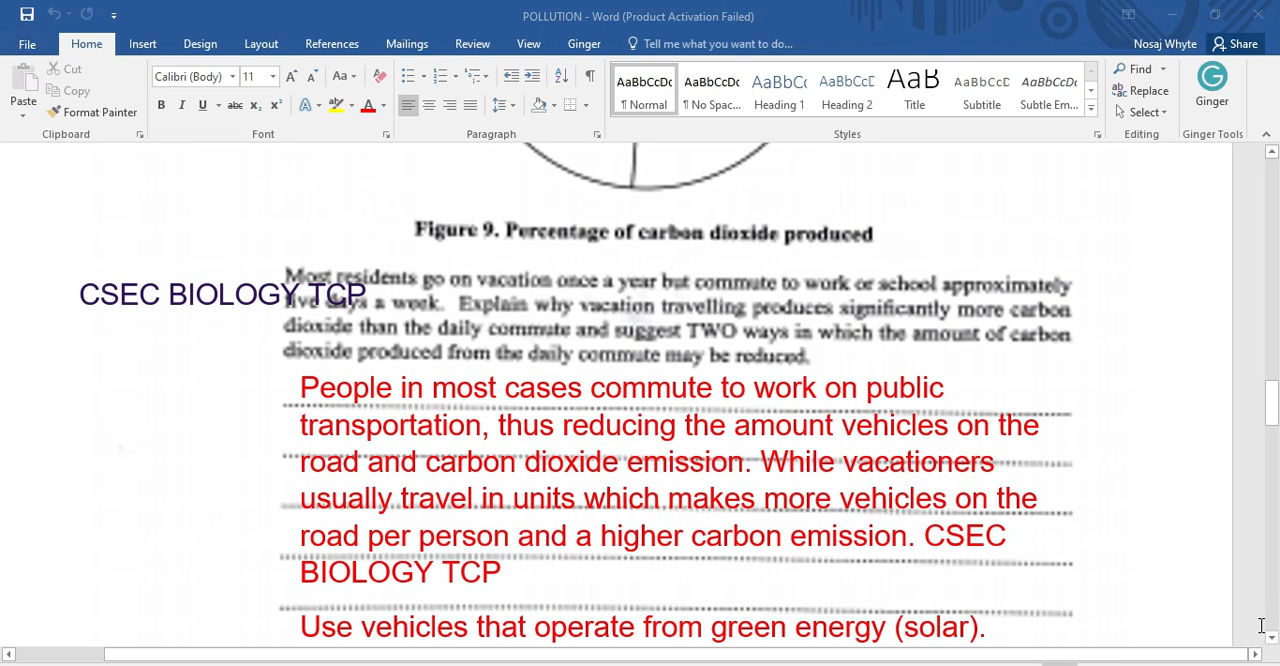 POLLUTION - Word (Product Activation Failed)
File Home Insert Design Layout References Mailings Review View Ginger Tell me what you want to do... Nosaj Whyte Share
Paste
Cut
Copy
Format Painter
Clipboard
Calibri (Body) 11
Font
Paragraph
AaBbCcDc AaBbCcDc AaBbCc AaBbCcD AaB AaBbCcD AaBbCcDc
¶ Normal ¶ No Spac... Heading 1 Heading 2 Title Subtitle Subtle Em...
Styles
Find
Replace
Select
Editing
Ginger
Ginger Tools
Figure 9. Percentage of carbon dioxide produced
CSEC BIOLOGY TCP
Most residents go on vacation once a year but commute to work or school approximately
five days a week. Explain why vacation travelling produces significantly more carbon
dioxide than the daily commute and suggest TWO ways in which the amount of carbon
dioxide produced from the daily commute may be reduced.
People in most cases commute to work on public
transportation, thus reducing the amount vehicles on the
road and carbon dioxide emission. While vacationers
usually travel in units which makes more vehicles on the
road per person and a higher carbon emission. CSEC
BIOLOGY TCP
Use vehicles that operate from green energy (solar).